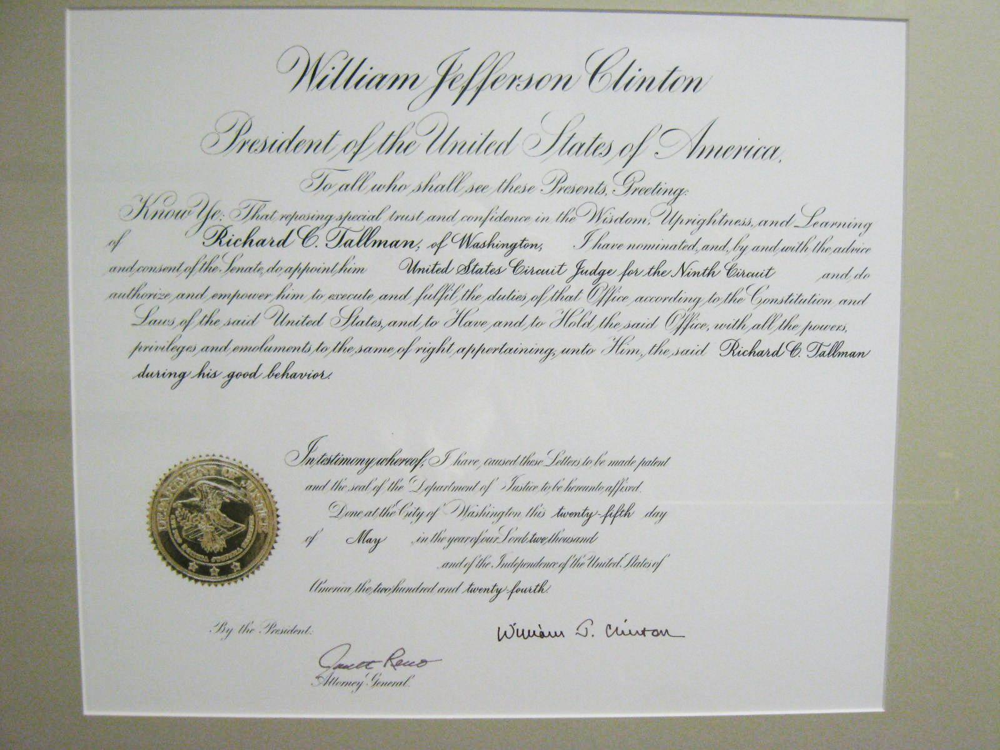 William Jefferson Clinton
President of the United States of America,
To all who shall see these Presents, Greeting:
Know Ye: That reposing special trust and confidence in the Wisdom, Uprightness, and Learning
of Richard C. Tallman, of Washington, I have nominated, and, by and with the advice
and consent of the Senate, do appoint him United States Circuit Judge for the Ninth Circuit and do
authorize and empower him to execute and fulfil the duties of that Office according to the Constitution and
Laws of the said United States, and to Have and to Hold the said Office, with all the powers,
privileges and emoluments to the same of right appertaining, unto Him, the said Richard C. Tallman
during his good behavior.
In testimony whereof, I have caused these Letters to be made patent
and the seal of the Department of Justice to be hereunto affixed.
Done at the City of Washington this twenty-fifth day
of May in the year of our Lord two thousand
and of the Independence of the United States of
America the two hundred and twenty-fourth.
DEPARTMENT OF JUSTICE
QUI PRO DOMINA JUSTITIA SEQUITUR
By the President:
William J. Clinton
Janet Reno
Attorney General.